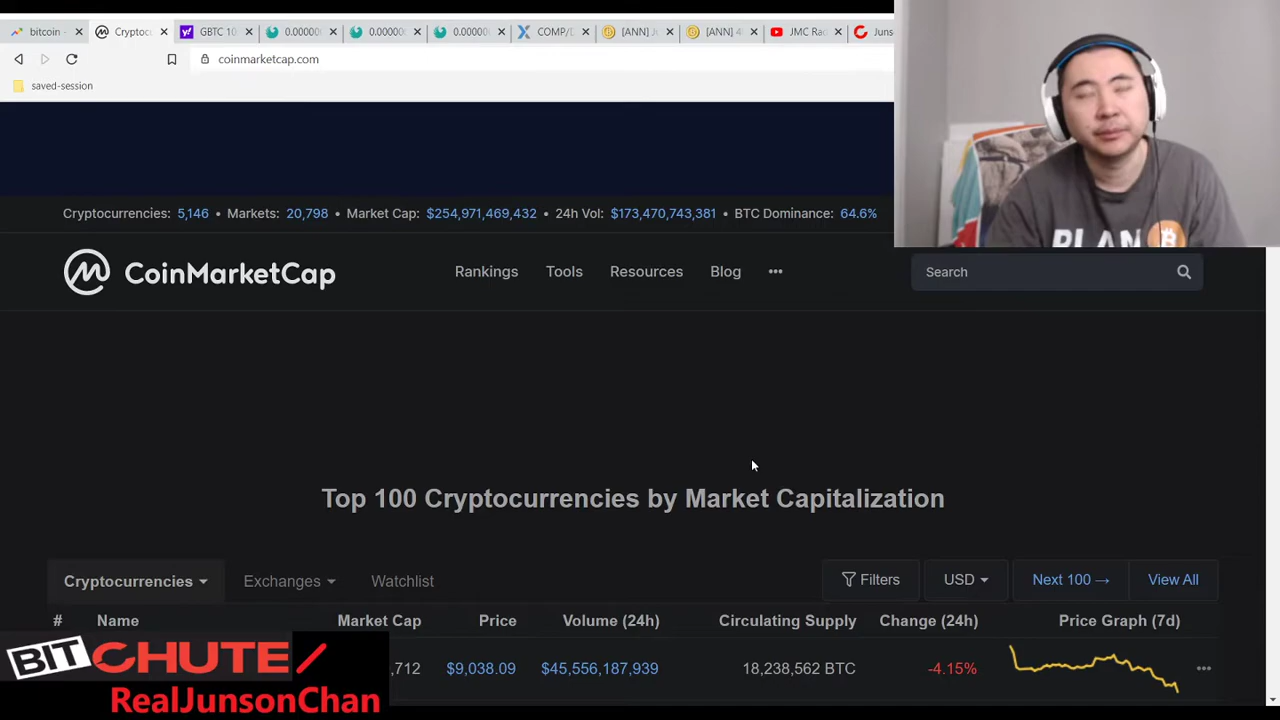 bitcoin -
Cryptoc
GBTC 10
0.00000
0.00000
0.00000
COMP/D
[ANN] J
[ANN] 4
JMC Rad
Juns
coinmarketcap.com
saved-session
Cryptocurrencies: 5,146 • Markets: 20,798 • Market Cap: $254,971,469,432 • 24h Vol: $173,470,743,381 • BTC Dominance: 64.6%
CoinMarketCap
Rankings Tools Resources Blog •••
Search
PLAN B
Top 100 Cryptocurrencies by Market Capitalization
Cryptocurrencies Exchanges Watchlist Filters USD Next 100 → View All
# Name Market Cap Price Volume (24h) Circulating Supply Change (24h) Price Graph (7d)
,712 $9,038.09 $45,556,187,939 18,238,562 BTC -4.15% •••
BITCHUTE/
RealJunsonChan